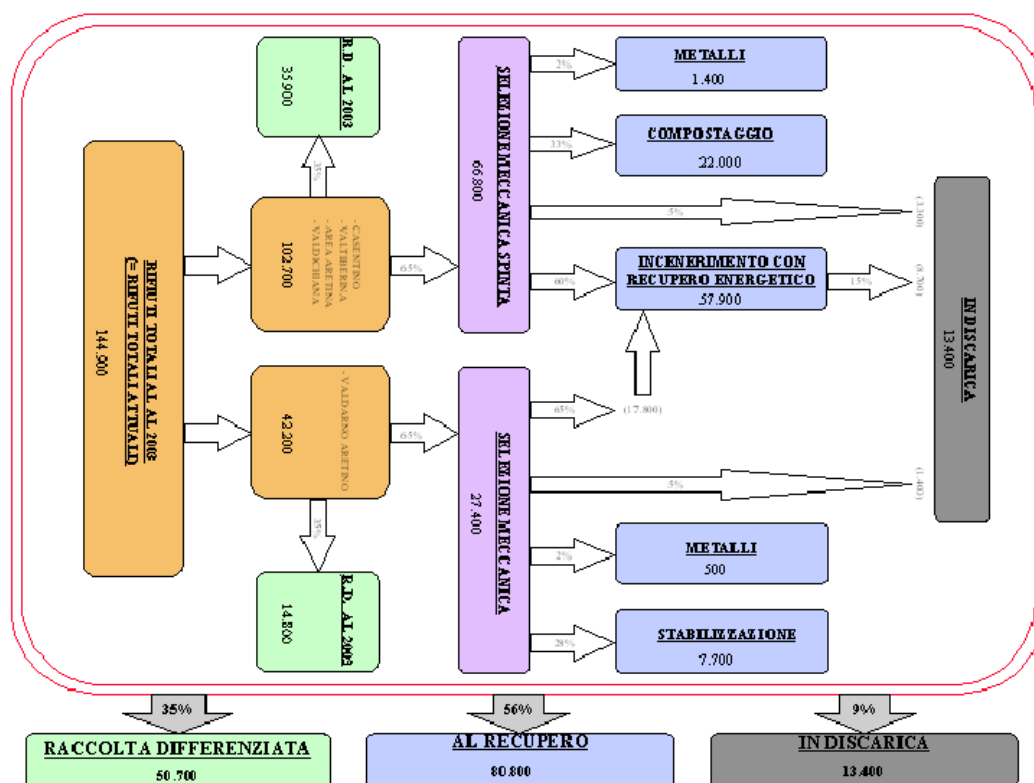 RIFIUTI TOTALI AL AL 2003
(= RIFIUTI TOTALI ATTUALI)
144.900
R.D. AL 2003
35.900
35%
- CASENTINO
- VALTIBERINA
- AREA ARETINA
- VALDICHIANA
102.700
65%
- VALDARNO ARETINO
42.200
65%
35%
R.D. AL 2003
14.800
SELEZIONE MECCANICA SPINTA
66.800
SELEZIONE MECCANICA
27.400
2%
METALLI
1.400
33%
COMPOSTAGGIO
22.000
5%
(3.300)
60%
INCENERIMENTO CON
RECUPERO ENERGETICO
57.900
15%
(8.700)
65%
(17.800)
5%
(1.400)
2%
METALLI
500
28%
STABILIZZAZIONE
7.700
IN DISCARICA
13.400
35%
56%
9%
RACCOLTA DIFFERENZIATA
50.700
AL RECUPERO
80.800
IN DISCARICA
13.400